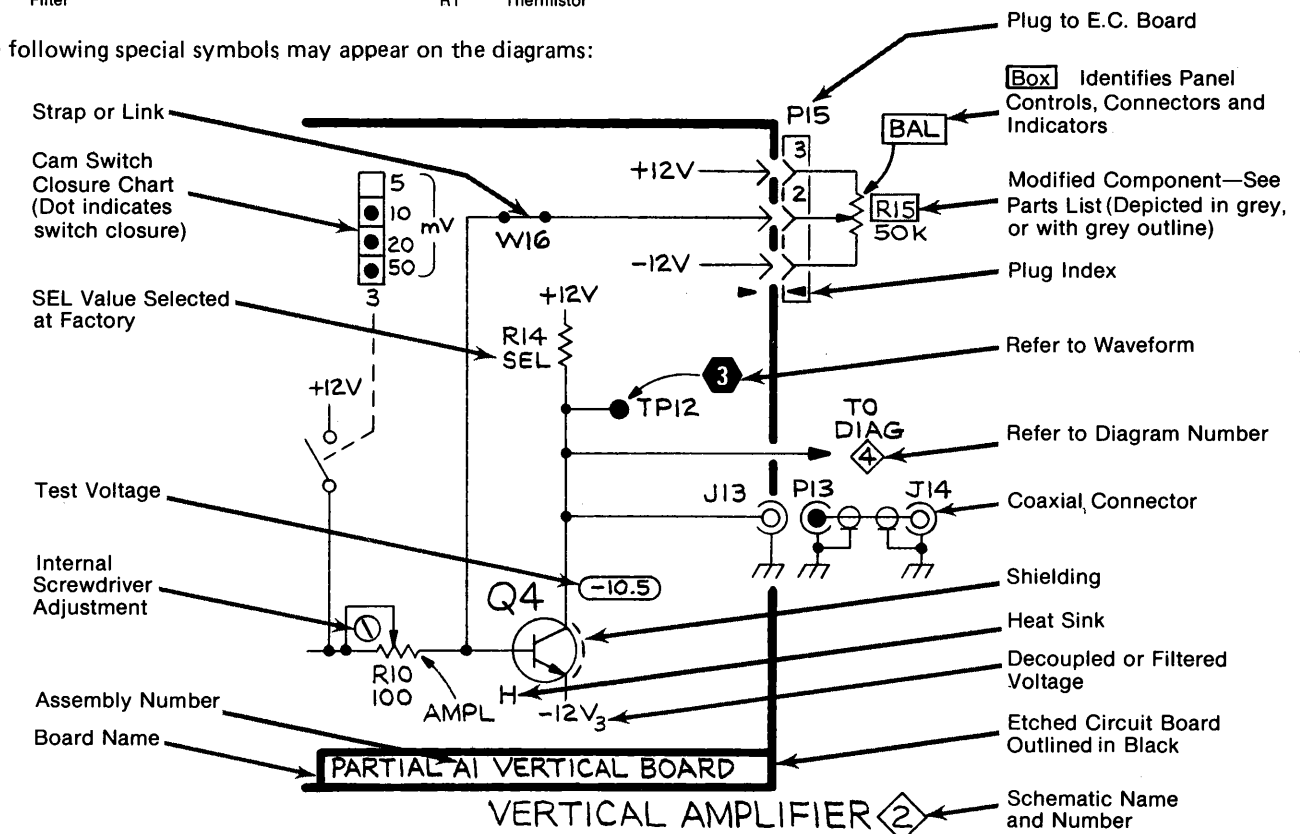 Filter
RT Thermistor
following special symbols may appear on the diagrams:
Plug to E.C. Board
Box Identifies Panel
Controls, Connectors and
Indicators
Strap or Link
P15
BAL
Cam Switch
Closure Chart
(Dot indicates
switch closure)
5
10
20
50
mV
3
+12V
3
2
1
-12V
W16
R15
50K
Modified Component—See
Parts List (Depicted in grey,
or with grey outline)
Plug Index
SEL Value Selected
at Factory
+12V
R14
SEL
Refer to Waveform
3
TP12
+12V
TO
DIAG
4
Refer to Diagram Number
Test Voltage
J13
P13
J14
Coaxial Connector
Internal
Screwdriver
Adjustment
Q4
-10.5
Shielding
Heat Sink
R10
100
AMPL
H
-12V3
Decoupled or Filtered
Voltage
Assembly Number
Board Name
Etched Circuit Board
Outlined in Black
PARTIAL A1 VERTICAL BOARD
VERTICAL AMPLIFIER 2
Schematic Name
and Number